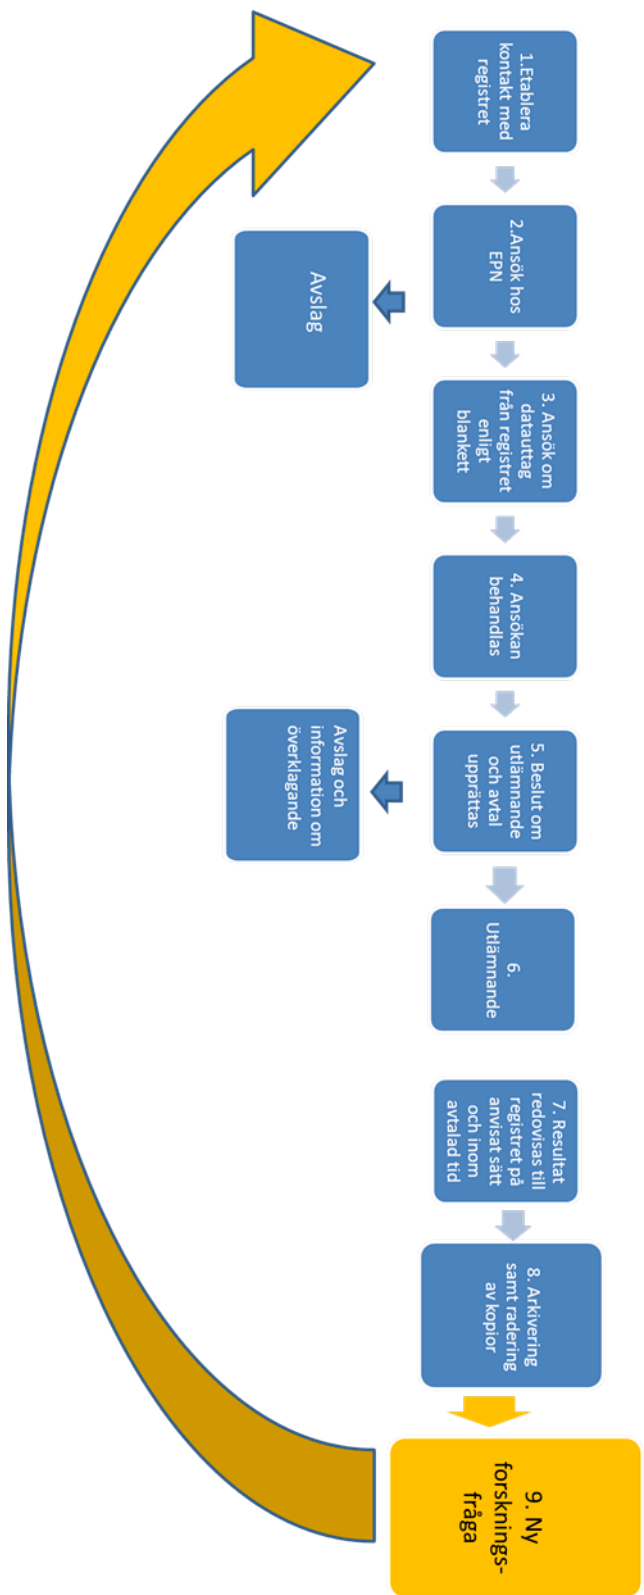 1.Etablera
kontakt med
registret
2.Ansök hos
EPN
Avslag
3. Ansök om
datauttag
från registret
enligt
blankett
4. Ansökan
behandlas
5. Beslut om
utlämnande
och avtal
upprättas
Avslag och
information om
överklagande
6.
Utlämnande
7. Resultat
redovisas till
registret på
anvisat sätt
och inom
avtalad tid
8. Arkivering
samt radering
av kopior
9. Ny
forsknings-
fråga